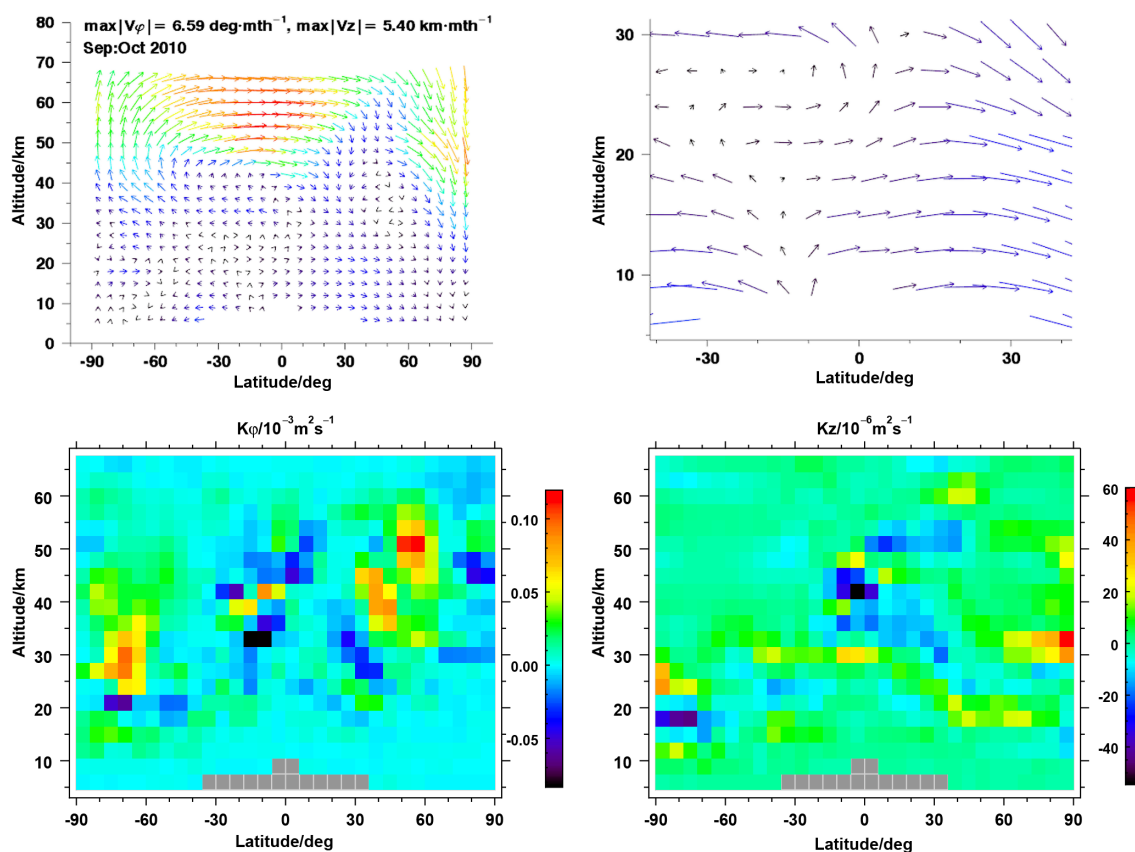 max|Vφ|= 6.59 deg·mth⁻¹, max|Vz|= 5.40 km·mth⁻¹
Sep:Oct 2010
80
70
60
50
40
30
20
10
0
Altitude/km
-90 -60 -30 0 30 60 90
Latitude/deg
30
20
10
Altitude/km
-30 0 30
Latitude/deg
Kφ/10⁻³m²s⁻¹
60
50
40
30
20
10
Altitude/km
-90 -60 -30 0 30 60 90
Latitude/deg
0.10
0.05
0.00
-0.05
Kz/10⁻⁶m²s⁻¹
60
50
40
30
20
10
Altitude/km
-90 -60 -30 0 30 60 90
Latitude/deg
60
40
20
0
-20
-40